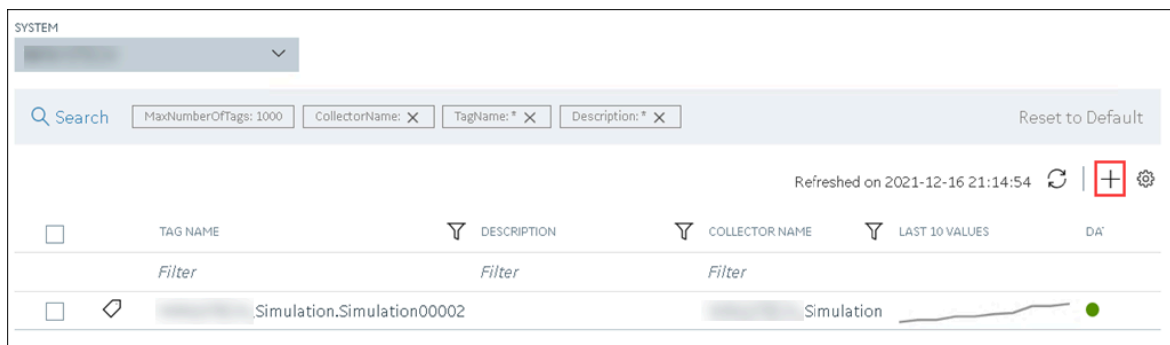 SYSTEM
Search MaxNumberOfTags: 1000 CollectorName: TagName: * Description: * Reset to Default
Refreshed on 2021-12-16 21:14:54
TAG NAME DESCRIPTION COLLECTOR NAME LAST 10 VALUES DA
Filter Filter Filter
Simulation.Simulation00002 Simulation